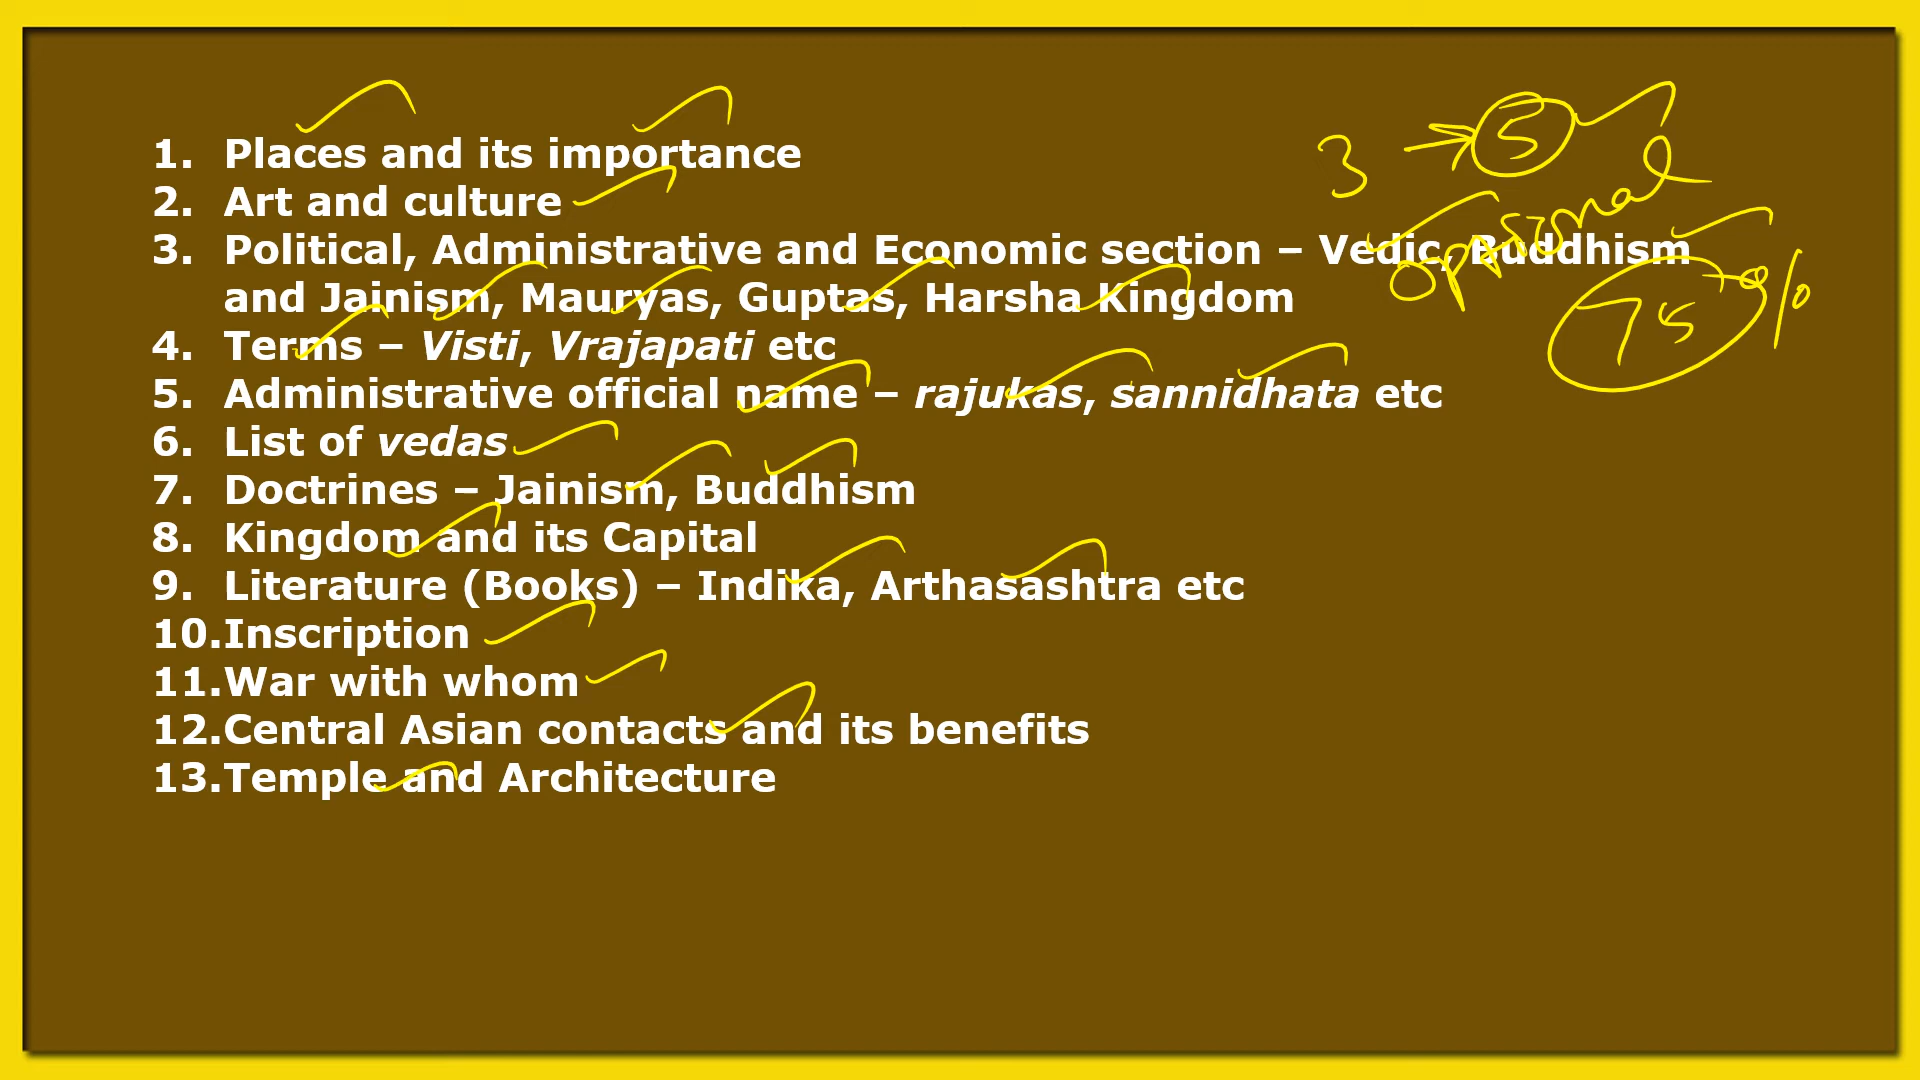 1. Places and its importance
2. Art and culture
3. Political, Administrative and Economic section – Vedic, Buddhism
and Jainism, Mauryas, Guptas, Harsha Kingdom
4. Terms – Visti, Vrajapati etc
5. Administrative official name – rajukas, sannidhata etc
6. List of vedas
7. Doctrines – Jainism, Buddhism
8. Kingdom and its Capital
9. Literature (Books) – Indika, Arthasashtra etc
10.Inscription
11.War with whom
12.Central Asian contacts and its benefits
13.Temple and Architecture
3 → 5
optional
75%